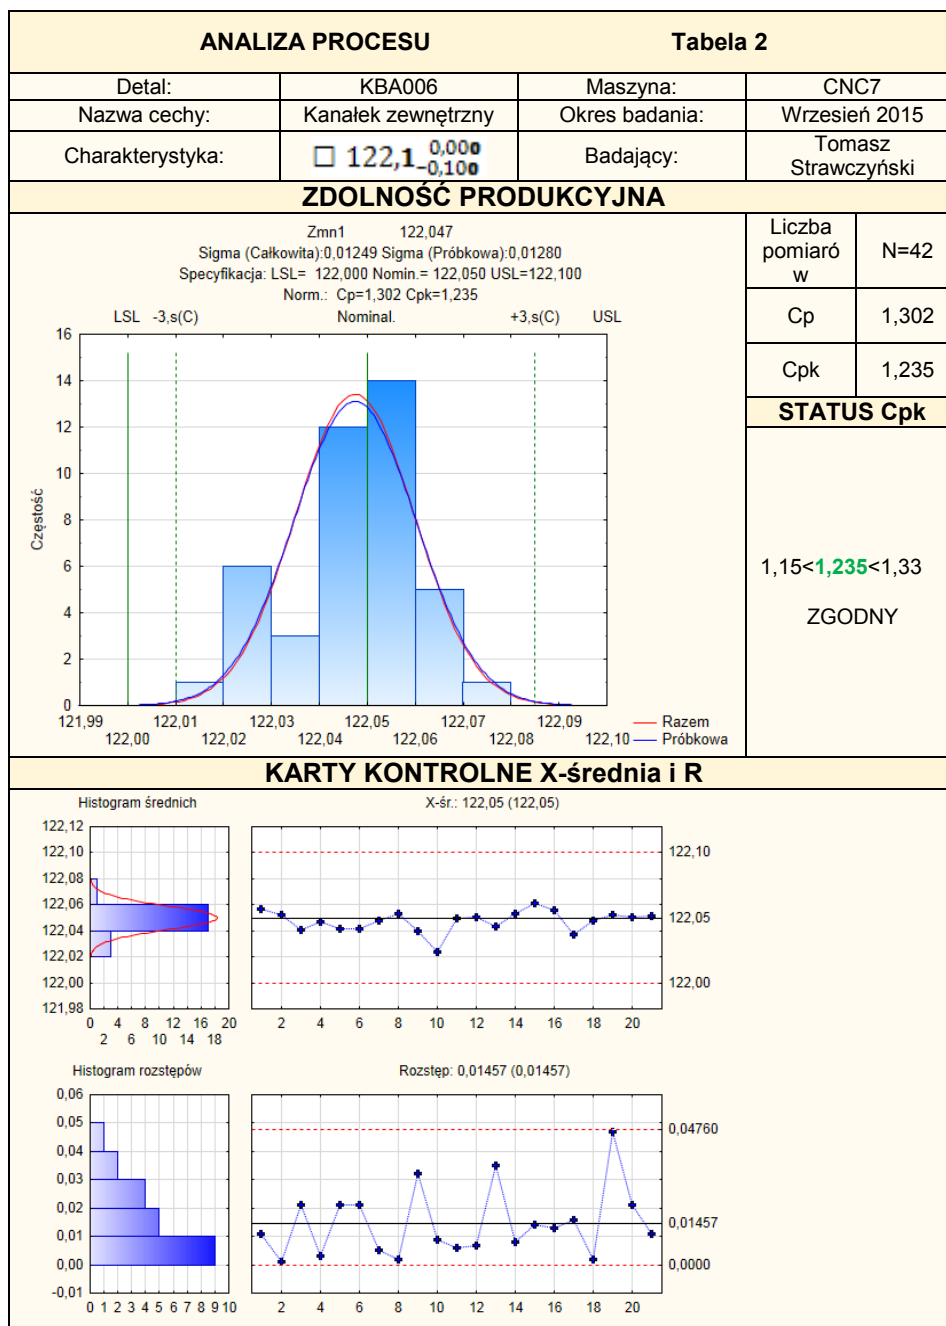 ANALIZA PROCESU Tabela 2
Detal: KBA006 Maszyna: CNC7
Nazwa cechy: Kanałek zewnętrzny Okres badania: Wrzesień 2015
Charakterystyka: □ 122,1 0,000 -0,100 Badający: Tomasz Strawczyński
ZDOLNOŚĆ PRODUKCYJNA
Zmn1 122,047
Sigma (Całkowita):0,01249 Sigma (Próbkowa):0,01280
Specyfikacja: LSL= 122,000 Nomin.= 122,050 USL=122,100
Norm.: Cp=1,302 Cpk=1,235
LSL -3,s(C) Nominal. +3,s(C) USL
16
14
12
10
8
6
4
2
0
Częstość
121,99 122,01 122,03 122,05 122,07 122,09
122,00 122,02 122,04 122,06 122,08 122,10
Razem
Próbkowa
Liczba
pomiaró
w
N=42
Cp 1,302
Cpk 1,235
STATUS Cpk
1,15<1,235<1,33
ZGODNY
KARTY KONTROLNE X-średnia i R
Histogram średnich
122,12
122,10
122,08
122,06
122,04
122,02
122,00
121,98
0 4 8 12 16 20
2 6 10 14 18
X-śr.: 122,05 (122,05)
122,10
122,05
122,00
2 4 6 8 10 12 14 16 18 20
Histogram rozstępów
0,06
0,05
0,04
0,03
0,02
0,01
0,00
-0,01
0 1 2 3 4 5 6 7 8 9 10
Rozstęp: 0,01457 (0,01457)
0,04760
0,01457
0,0000
2 4 6 8 10 12 14 16 18 20